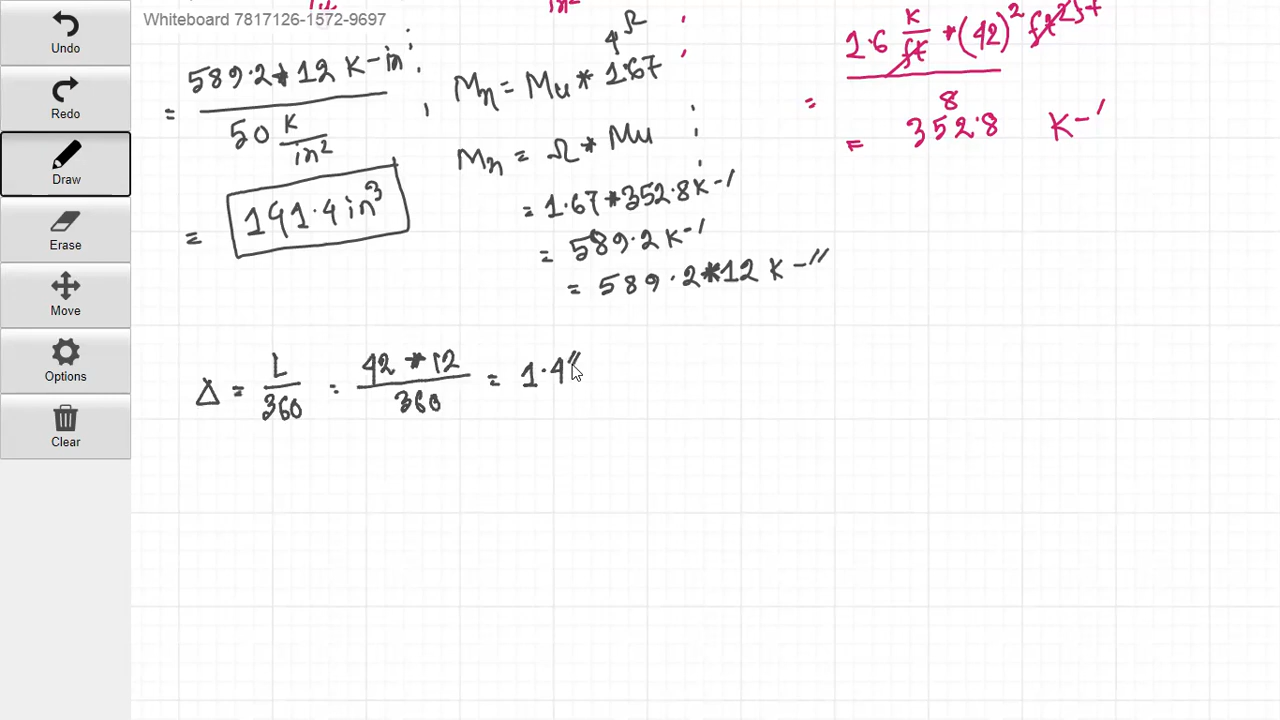 Whiteboard 7817126-1572-9697
Undo
Redo
Draw
Erase
Move
Options
Clear
= 589.2 * 12 K-in / 50 K/in² ;
= 141.4 in³
Ω
Mn = Mu * 1.67
, Mn = Ω * Mu ;
= 1.67 * 352.8 K-'
= 589.2 K-'
= 589.2 * 12 K-''
= 1.6 K/ft * (42)² ft² / 8
= 352.8 K-'
Δ = L/360 = 42 * 12 / 360 = 1.4''